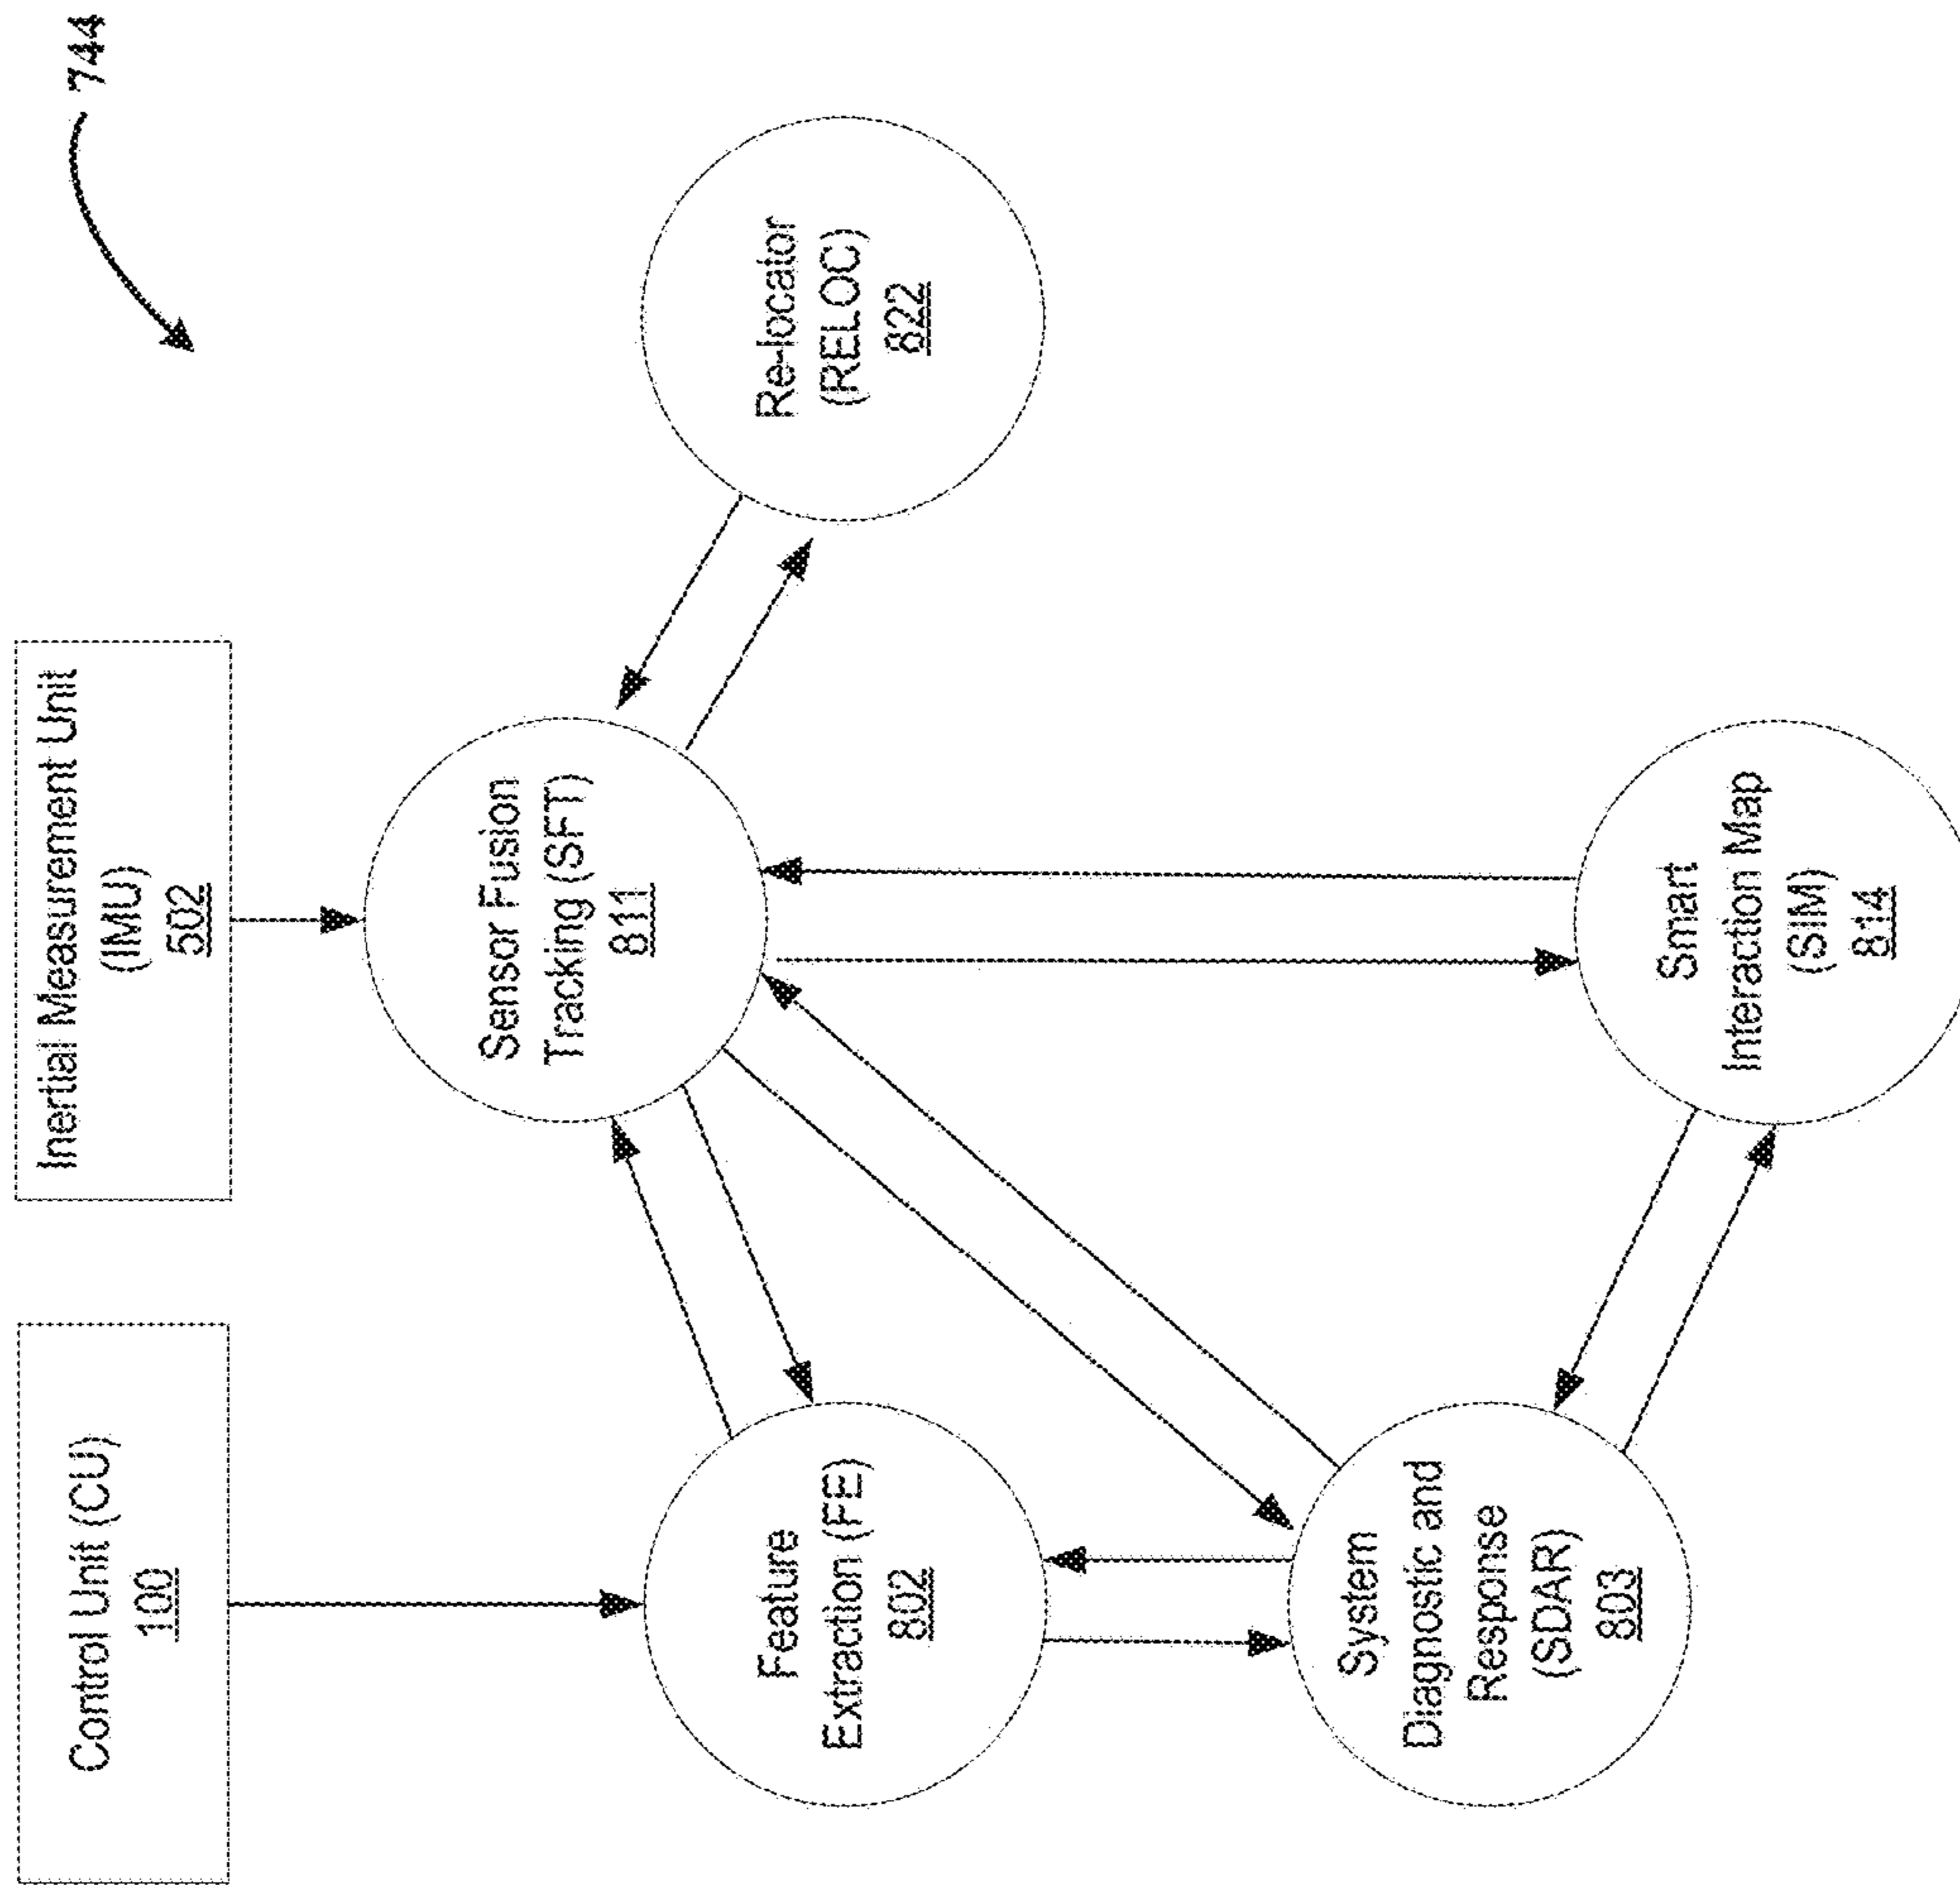 744
Control Unit (CU)
100
Inertial Measurement Unit
(IMU)
502
Feature
Extraction (FE)
802
Sensor Fusion
Tracking (SFT)
811
Re-locator
(RELOC)
822
System
Diagnostic and
Response
(SDAR)
803
Smart
Interaction Map
(SIM)
814